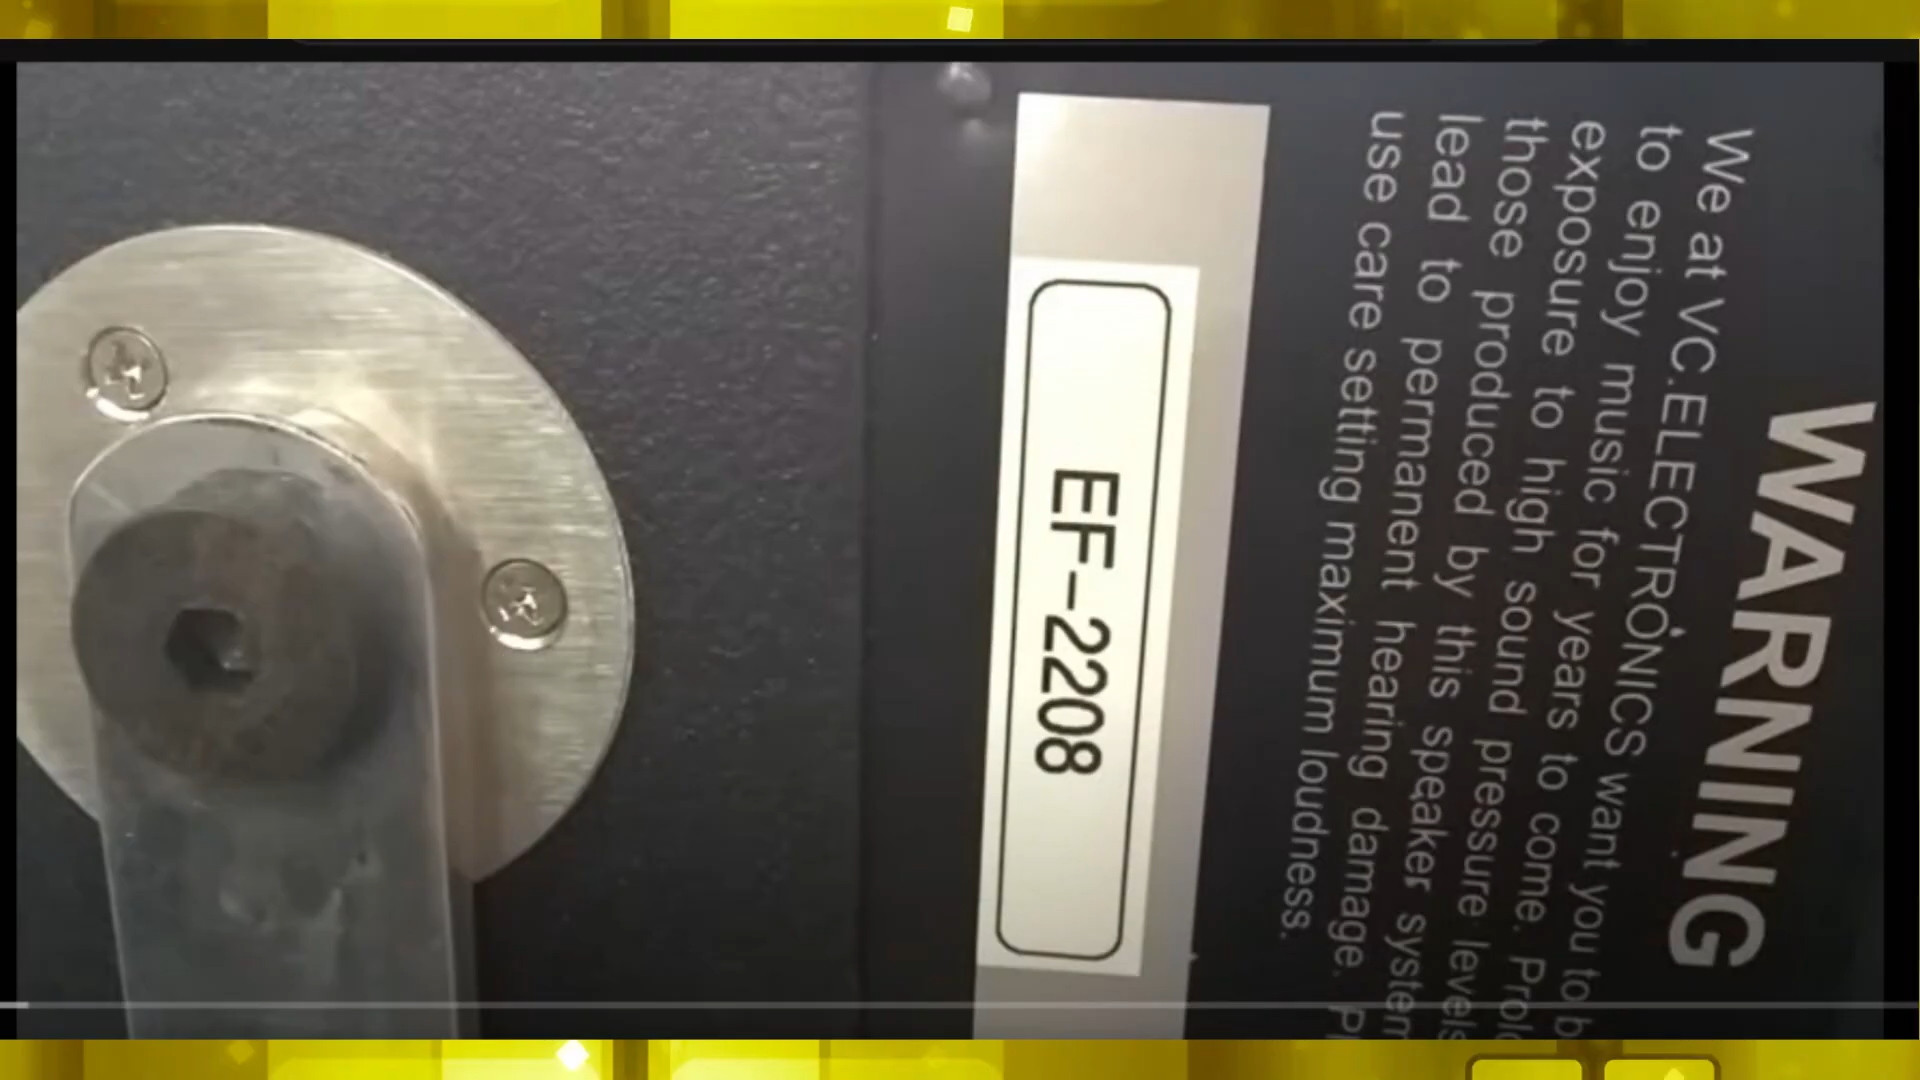 WARNING
We at VC.ELECTRONICS want you to b
to enjoy music for years to come. Prol
exposure to high sound pressure levels
those produced by this speaker system
lead to permanent hearing damage. Pl
use care setting maximum loudness.
EF-2208